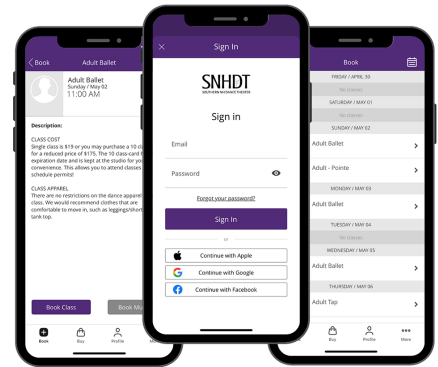 Book
Adult Ballet
Adult Ballet
Sunday / May 02
11:00 AM
Description:
CLASS COST
Single class is $19 or you may purchase a 10 cl
for a reduced price of $175. The 10 class-card
expiration date and is kept at the studio for yo
convenience. This allows you to attend classes
schedule permits!
CLASS APPAREL
There are no restrictions on the dance apparel
class. We would recommend clothes that are
comfortable to move in, such as leggings/short
tank top.
Book Class
Book Mu
Book
Buy
Profile
Sign In
SNHDT
SOUTHERN NH DANCE THEATER
Sign in
Email
Password
Forgot your password?
Sign In
or
Continue with Apple
Continue with Google
Continue with Facebook
Book
FRIDAY / APRIL 30
No classes
SATURDAY / MAY 01
No classes
SUNDAY / MAY 02
Adult Ballet
Adult - Pointe
MONDAY / MAY 03
Adult Ballet
TUESDAY / MAY 04
No classes
WEDNESDAY / MAY 05
Adult Ballet
THURSDAY / MAY 06
Adult Tap
Buy
Profile
More